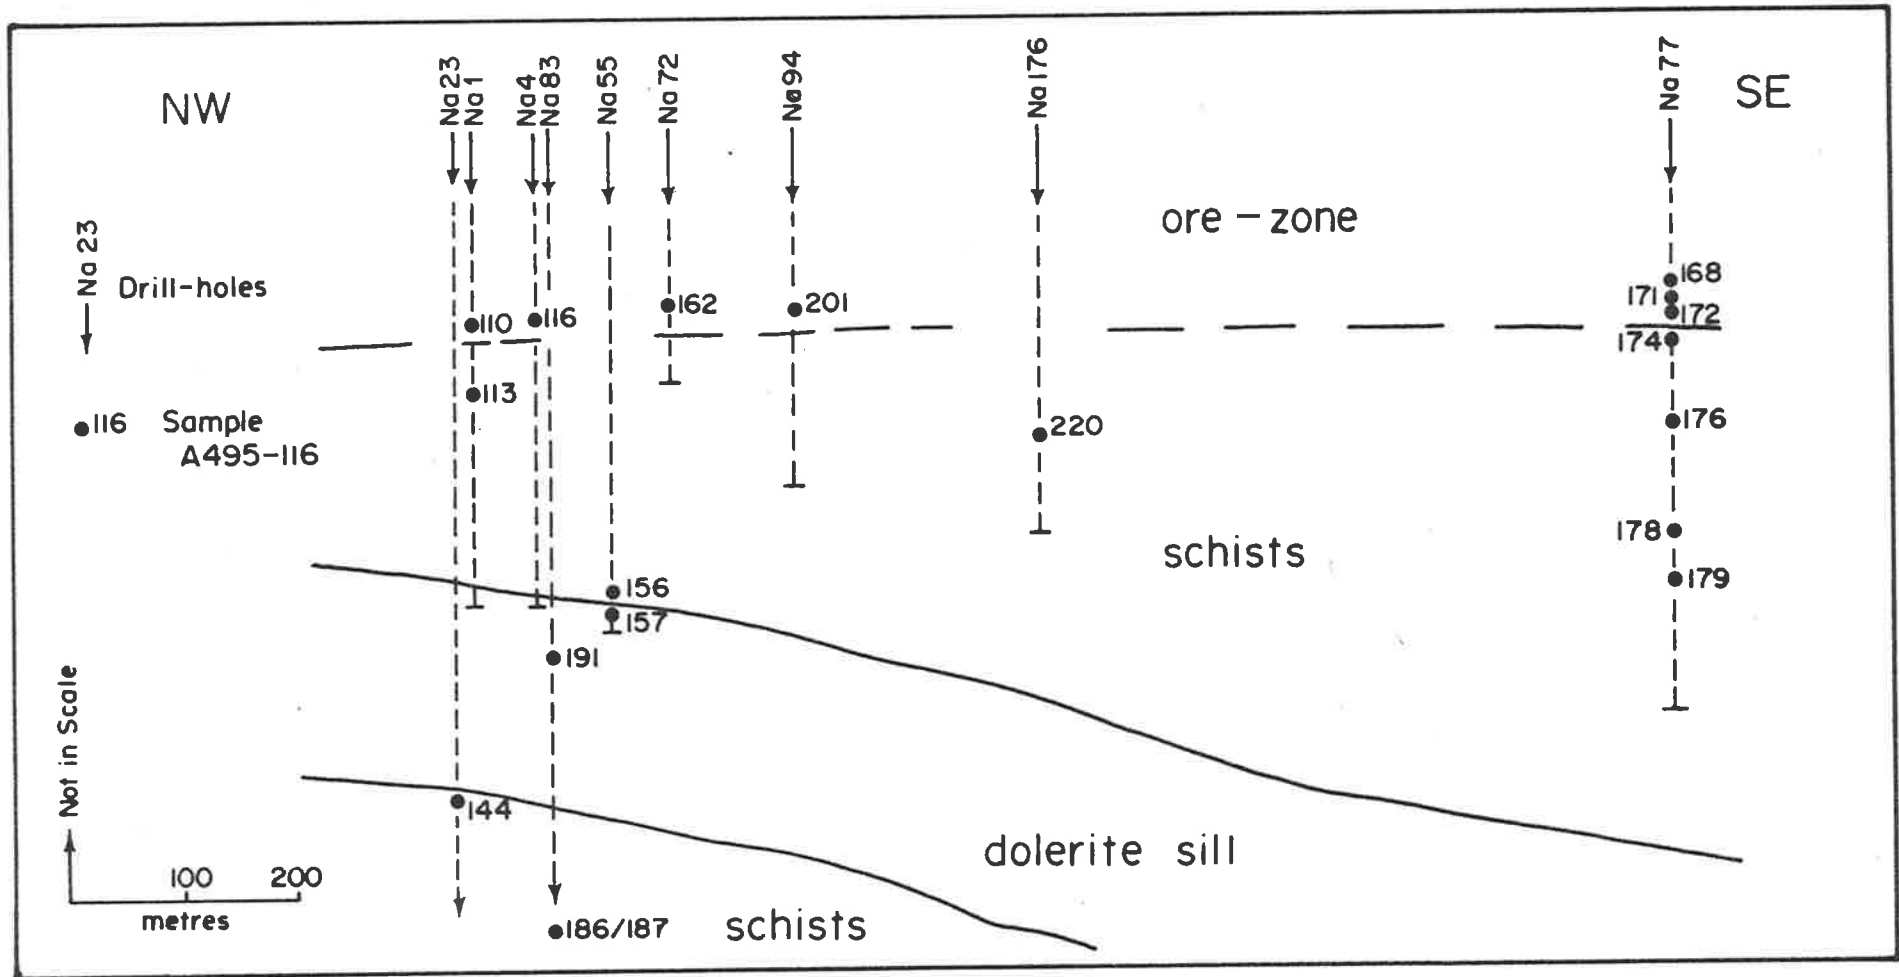 NW
Na23
Na1
Na4
Na83
Na55
Na72
Na94
Na176
Na77
SE
ore-zone
Na23
Drill-holes
168
171
172
162
201
110
116
174
113
116 Sample
A495-116
176
220
178
schists
179
156
157
191
Not in Scale
144
dolerite sill
100 200
metres
186/187
schists